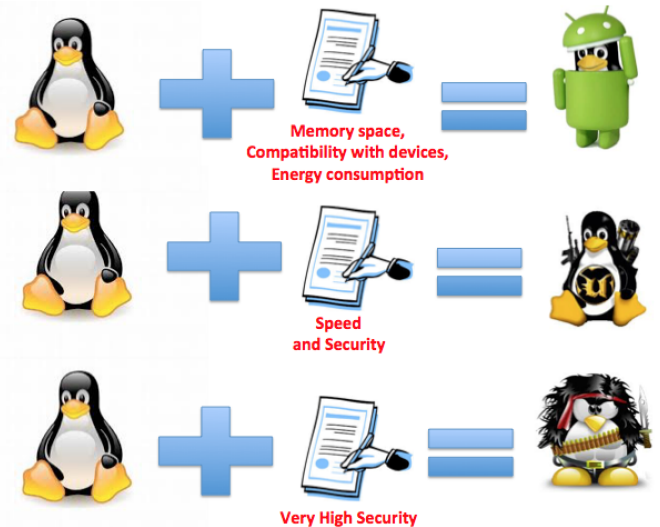 Memory space,
Compatibility with devices,
Energy consumption
Speed
and Security
Very High Security